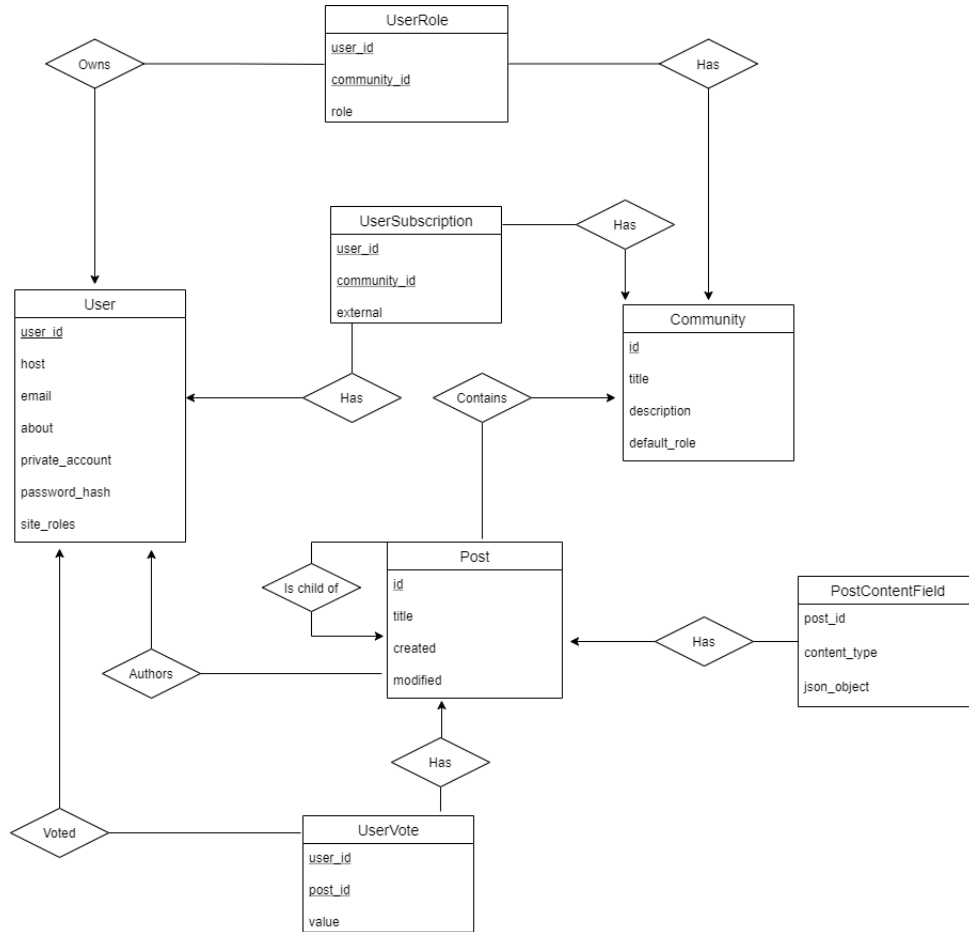 UserRole
user_id
community_id
role
Owns
Has
UserSubscription
user_id
community_id
external
Has
User
user_id
host
email
about
private_account
password_hash
site_roles
Has
Contains
Community
id
title
description
default_role
Is child of
Post
id
title
created
modified
Authors
Has
PostContentField
post_id
content_type
json_object
Has
Voted
UserVote
user_id
post_id
value